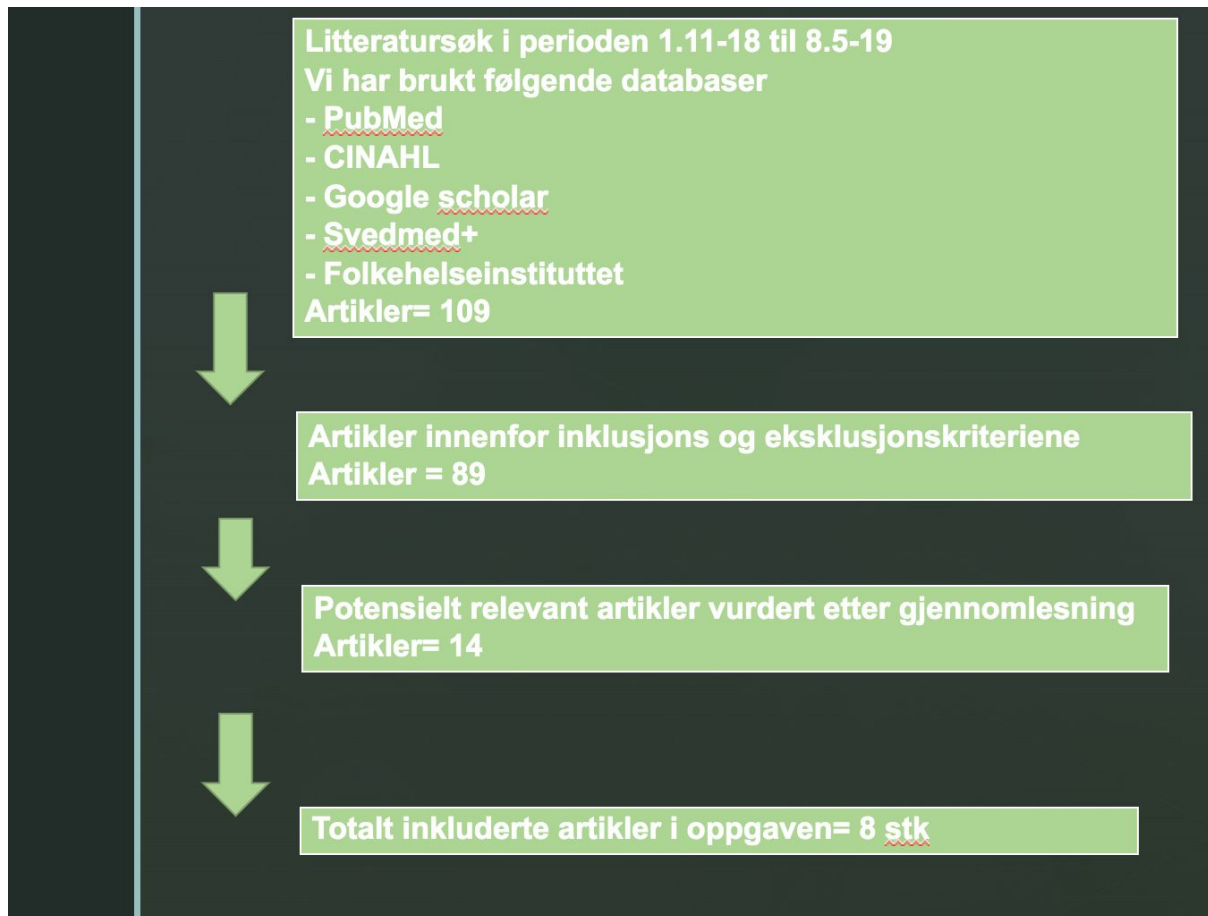 Litteratursøk i perioden 1.11-18 til 8.5-19
Vi har brukt følgende databaser
- PubMed
- CINAHL
- Google scholar
- Svedmed+
- Folkehelseinstituttet
Artikler= 109
Artikler innenfor inklusjons og eksklusjonskriteriene
Artikler = 89
Potensielt relevant artikler vurdert etter gjennomlesning
Artikler= 14
Totalt inkluderte artikler i oppgaven= 8 stk